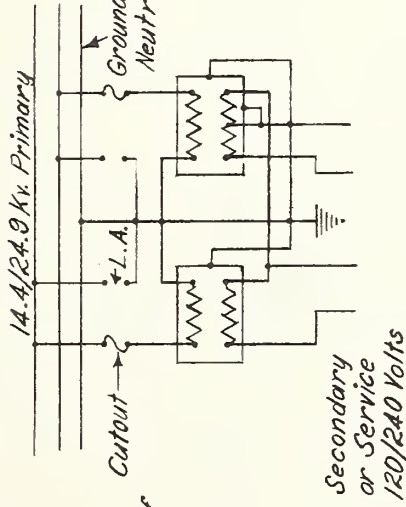 14.4/24.9 Kv. Primary
Ground
Neutr
Cutout
L.A.
f
Secondary
or Service
120/240 Volts